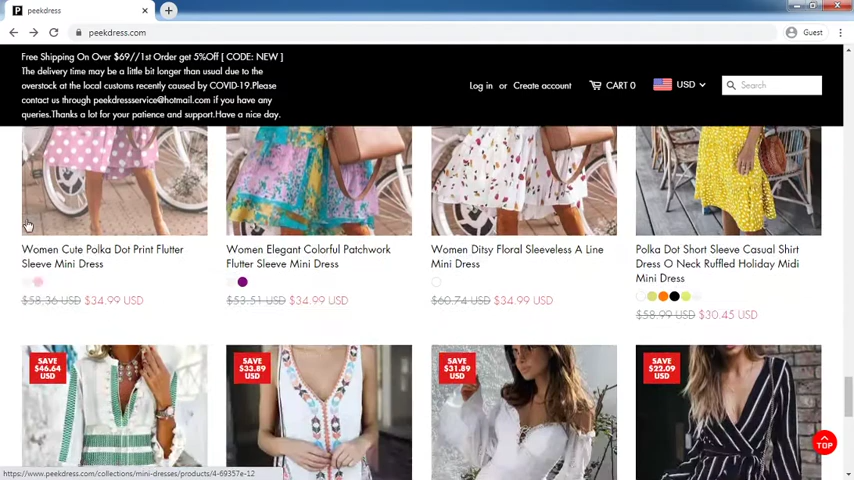 peekdress
peekdress.com
Guest
Free Shipping On Over $69//1st Order get 5%Off [ CODE: NEW ]
The delivery time may be a little bit longer than usual due to the
overstock at the local customs recently caused by COVID-19.Please
contact us through peekdressservice@hotmail.com if you have any
queries.Thanks a lot for your patience and support.Have a nice day.
Log in or Create account
CART 0
USD
Search
Women Cute Polka Dot Print Flutter
Sleeve Mini Dress
$58.36 USD $34.99 USD
Women Elegant Colorful Patchwork
Flutter Sleeve Mini Dress
$53.51 USD $34.99 USD
Women Ditsy Floral Sleeveless A Line
Mini Dress
$60.74 USD $34.99 USD
Polka Dot Short Sleeve Casual Shirt
Dress O Neck Ruffled Holiday Midi
Mini Dress
$58.99 USD $30.45 USD
SAVE
$46.64
USD
SAVE
$33.89
USD
SAVE
$31.89
USD
SAVE
$22.09
USD
TOP
https://www.peekdress.com/collections/mini-dresses/products/4-69357e-12